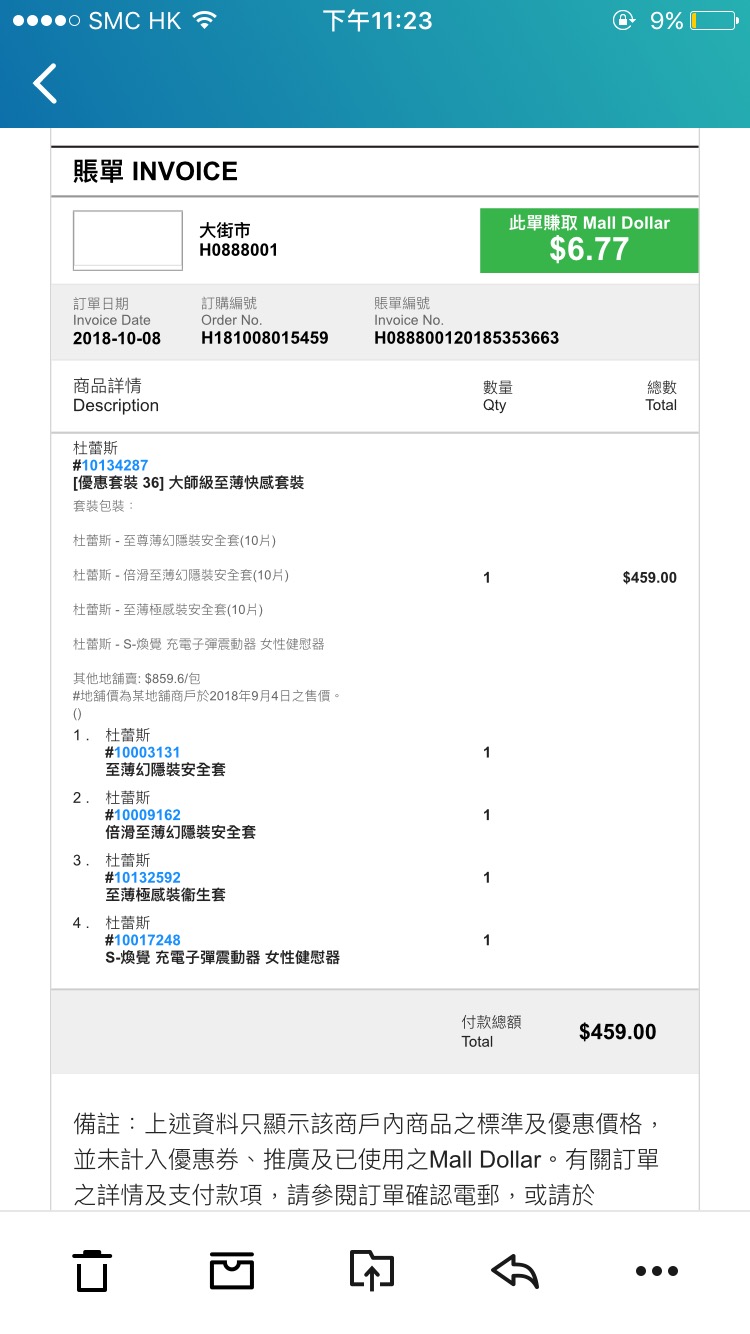 SMC HK 下午11:23 9%
賬單 INVOICE
大街市
H0888001
此單賺取 Mall Dollar
$6.77
訂單日期 訂購編號 賬單編號
Invoice Date Order No. Invoice No.
2018-10-08 H181008015459 H088800120185353663
商品詳情 數量 總數
Description Qty Total
杜蕾斯
#10134287
[優惠套裝 36] 大師級至薄快感套裝
套裝包裝：
杜蕾斯 - 至尊薄幻隱裝安全套(10片)
杜蕾斯 - 倍滑至薄幻隱裝安全套(10片) 1 $459.00
杜蕾斯 - 至薄極感裝安全套(10片)
杜蕾斯 - S-煥覺 充電子彈震動器 女性健慰器
其他地舖賣: $859.6/包
#地舖價為某地舖商戶於2018年9月4日之售價。
()
1. 杜蕾斯
#10003131 1
至薄幻隱裝安全套
2. 杜蕾斯
#10009162 1
倍滑至薄幻隱裝安全套
3. 杜蕾斯
#10132592 1
至薄極感裝衞生套
4. 杜蕾斯
#10017248 1
S-煥覺 充電子彈震動器 女性健慰器
付款總額
Total $459.00
備註：上述資料只顯示該商戶內商品之標準及優惠價格，
並未計入優惠券、推廣及已使用之Mall Dollar。有關訂單
之詳情及支付款項，請參閱訂單確認電郵，或請於